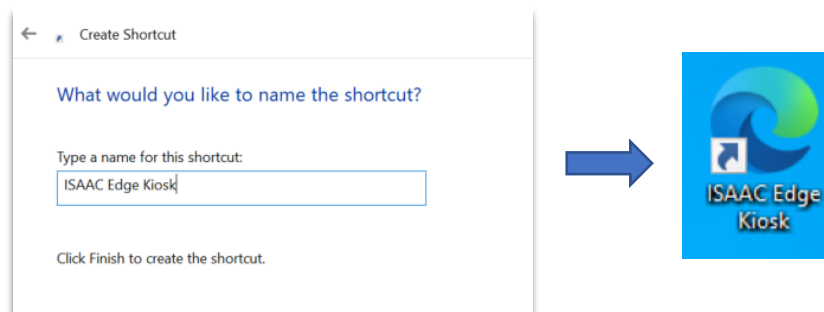 Create Shortcut
What would you like to name the shortcut?
Type a name for this shortcut:
ISAAC Edge Kiosk
Click Finish to create the shortcut.
ISAAC Edge
Kiosk